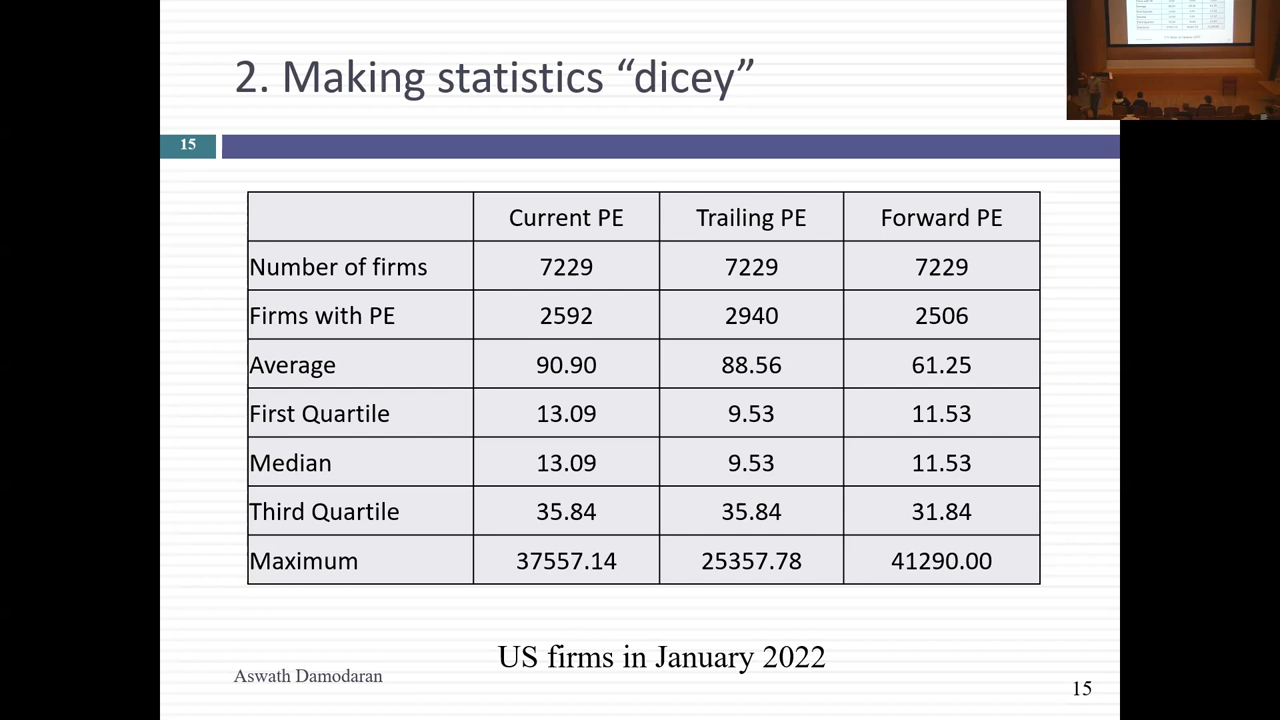 2. Making statistics “dicey”
15
Current PE Trailing PE Forward PE
Number of firms 7229 7229 7229
Firms with PE 2592 2940 2506
Average 90.90 88.56 61.25
First Quartile 13.09 9.53 11.53
Median 13.09 9.53 11.53
Third Quartile 35.84 35.84 31.84
Maximum 37557.14 25357.78 41290.00
US firms in January 2022
Aswath Damodaran
15